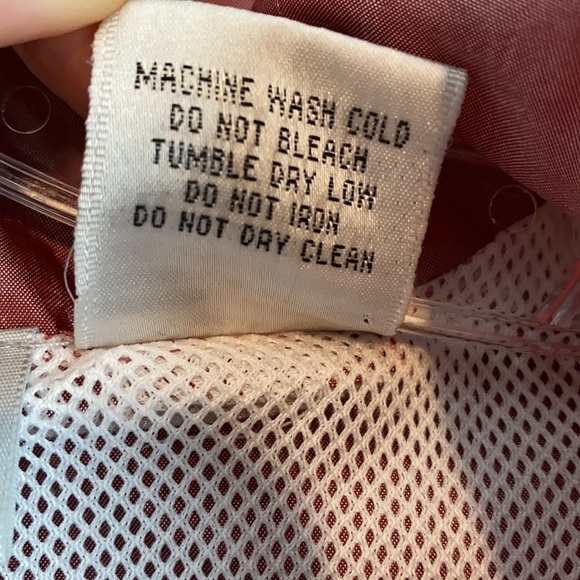 MACHINE WASH COLD
DO NOT BLEACH
TUMBLE DRY LOW
DO NOT IRON
DO NOT DRY CLEAN